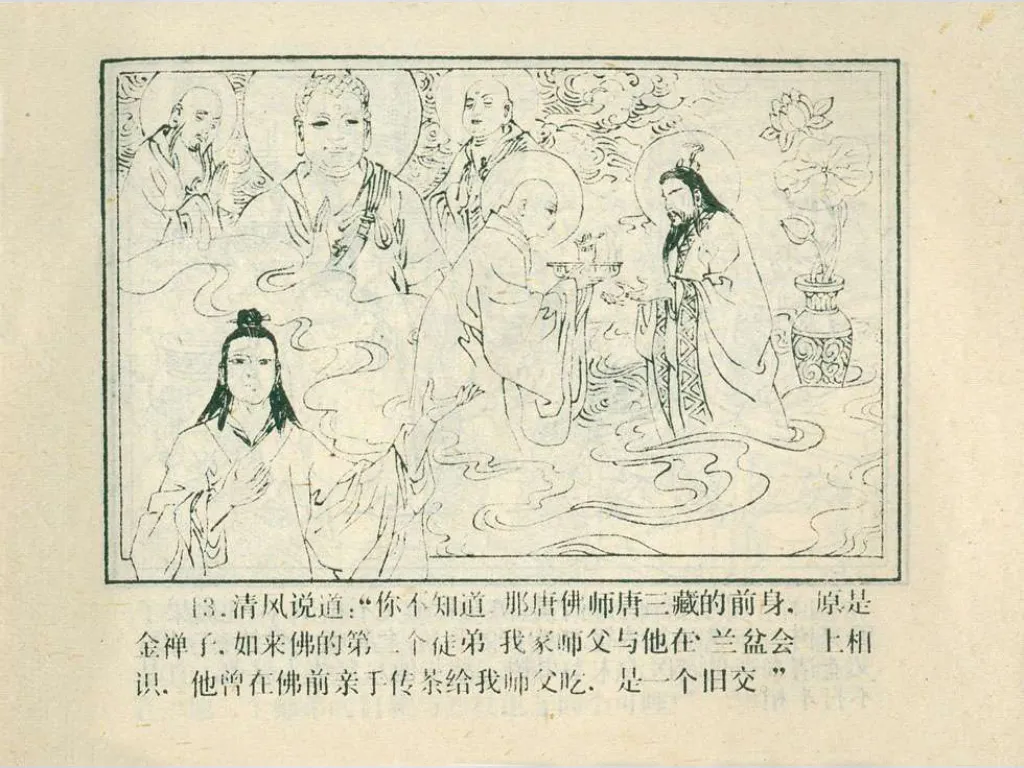 13.清风说道:“你不知道 那唐佛师唐三藏的前身. 原是
金禅子.如来佛的第二个徒弟 我家师父与他在‘兰盆会’上相
识. 他曾在佛前亲手传茶给我师父吃. 是一个旧交 ”